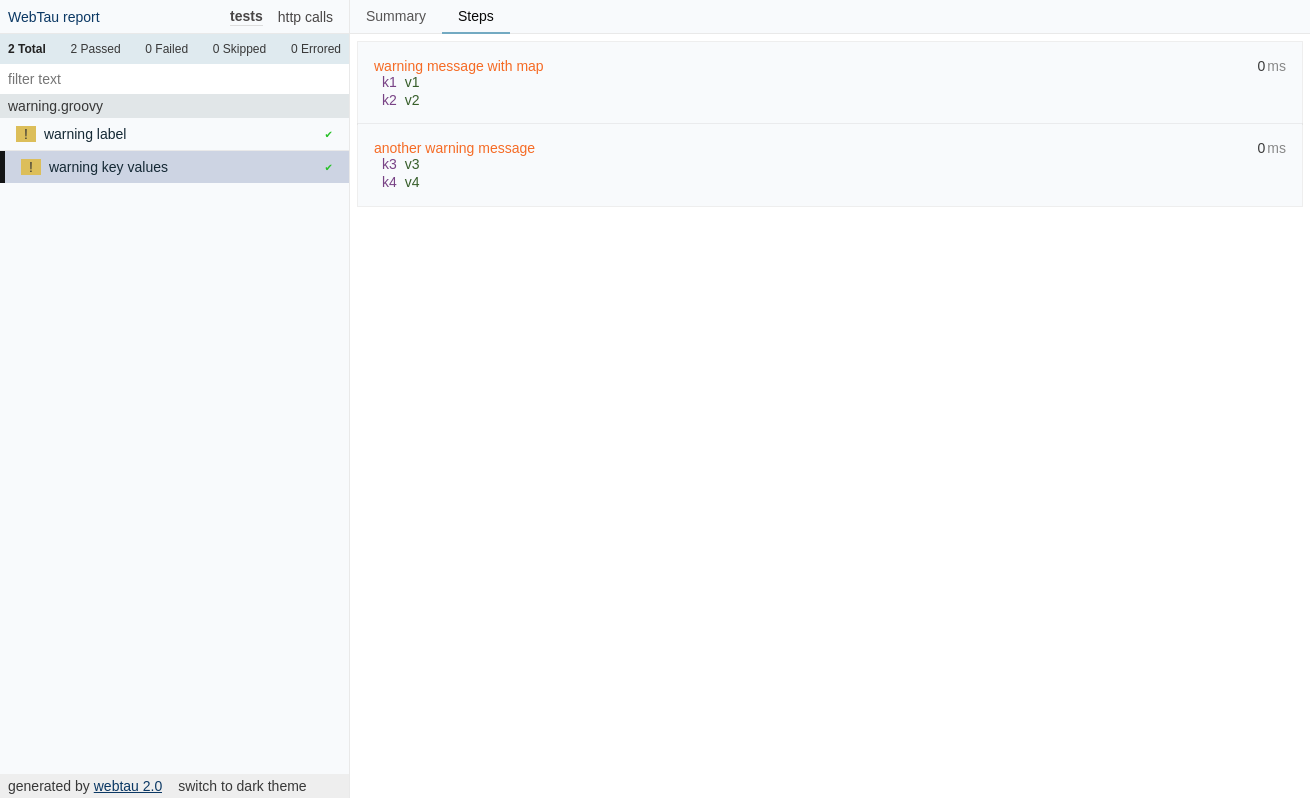 WebTau report tests http calls
2 Total 2 Passed 0 Failed 0 Skipped 0 Errored
filter text
warning.groovy
! warning label ✔
! warning key values ✔
generated by webtau 2.0 switch to dark theme
Summary Steps
warning message with map 0 ms
k1 v1
k2 v2
another warning message 0 ms
k3 v3
k4 v4